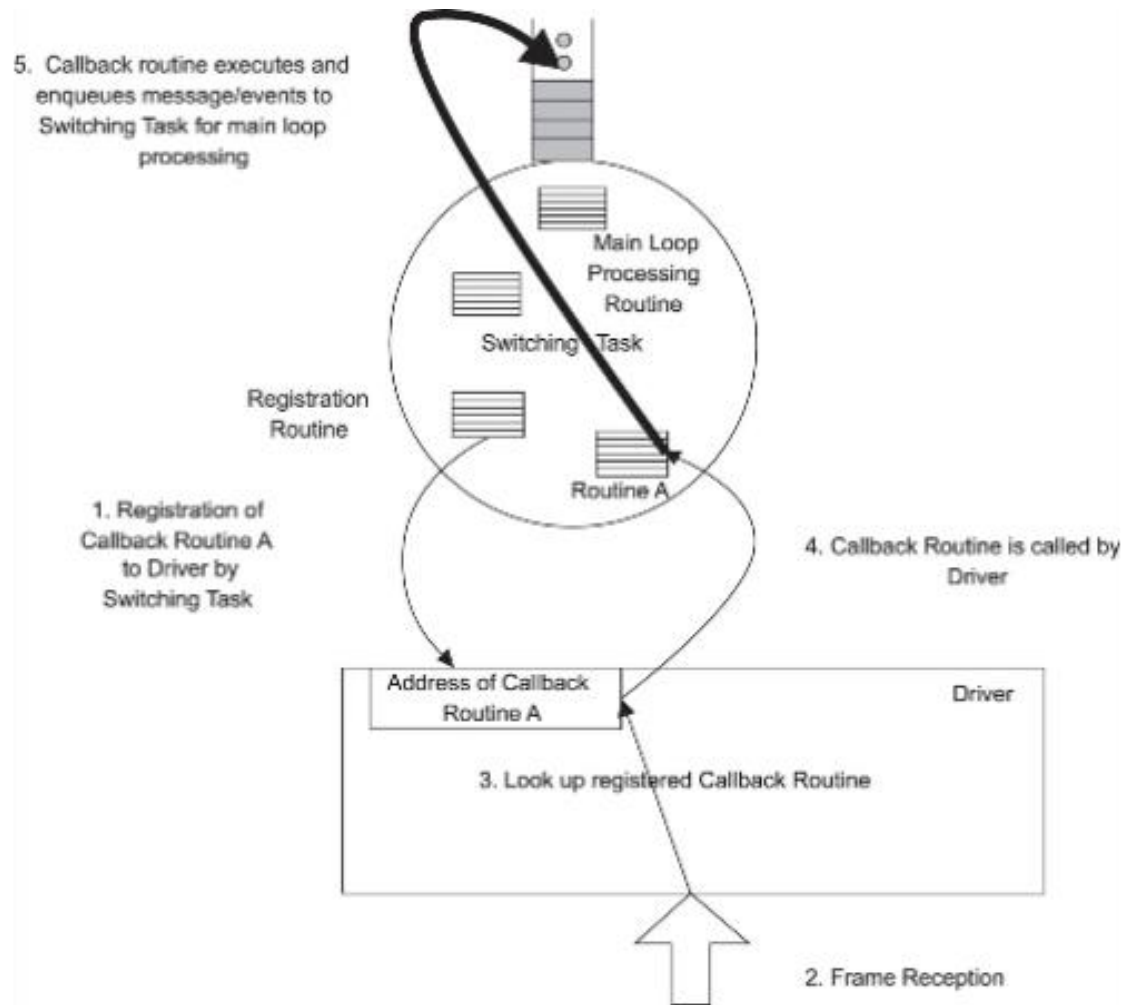 5. Callback routine executes and
enqueues message/events to
Switching Task for main loop
processing
Main Loop
Processing
Routine
Switching Task
Registration
Routine
Routine A
1. Registration of
Callback Routine A
to Driver by
Switching Task
4. Callback Routine is called by
Driver
Address of Callback
Routine A
Driver
3. Look up registered Callback Routine
2. Frame Reception